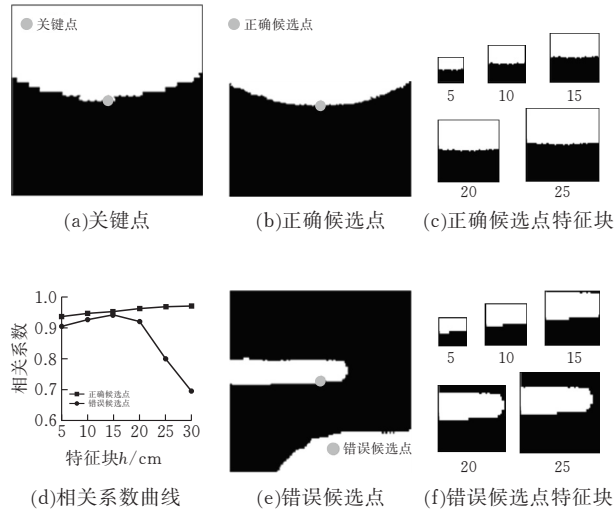 关键点
正确候选点
5
10
15
20
25
(a)关键点
(b)正确候选点
(c)正确候选点特征块
相关系数
1.0
0.9
0.8
0.7
0.6
正确候选点
错误候选点
5 10 15 20 25 30
特征块h/cm
错误候选点
5
10
15
20
25
(d)相关系数曲线
(e)错误候选点
(f)错误候选点特征块